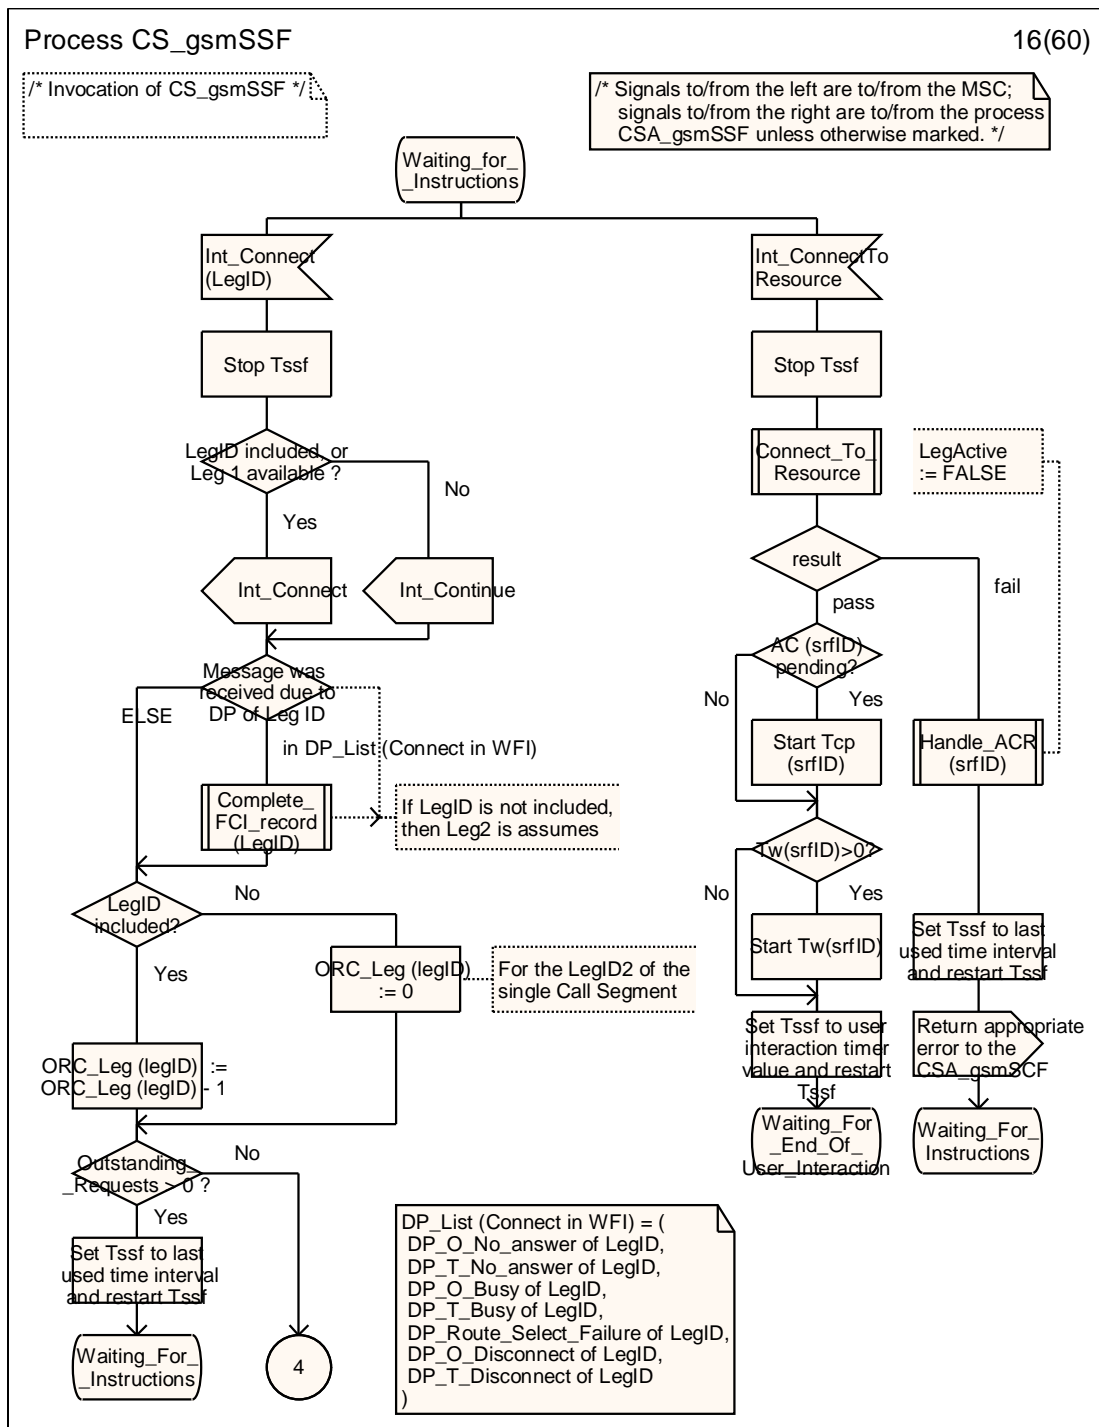 Process CS_gsmSSF
16(60)
/* Invocation of CS_gsmSSF */
/* Signals to/from the left are to/from the MSC;
signals to/from the right are to/from the process
CSA_gsmSSF unless otherwise marked. */
Waiting_for_
_Instructions
Int_Connect
(LegID)
Stop Tssf
LegID included, or
Leg 1 available ?
No
Yes
Int_Connect
Int_Continue
Message was
received due to
DP of Leg ID
ELSE
in DP_List (Connect in WFI)
Complete_
FCI_record
(LegID)
If LegID is not included,
then Leg2 is assumes
LegID
included?
No
Yes
ORC_Leg (legID)
:= 0
For the LegID2 of the
single Call Segment
ORC_Leg (legID) :=
ORC_Leg (legID) - 1
Outstanding_
_Requests > 0 ?
No
Yes
Set Tssf to last
used time interval
and restart Tssf
Waiting_For_
_Instructions
4
Int_ConnectTo
Resource
Stop Tssf
Connect_To_
Resource
LegActive
:= FALSE
result
fail
pass
AC (srfID)
pending?
No
Yes
Start Tcp
(srfID)
Handle_ACR
(srfID)
Tw(srfID)>0?
No
Yes
Start Tw(srfID)
Set Tssf to last
used time interval
and restart Tssf
Set Tssf to user
interaction timer
value and restart
Tssf
Return appropriate
error to the
CSA_gsmSCF
Waiting_For
_End_Of_
User_Interaction
Waiting_For_
Instructions
DP_List (Connect in WFI) = (
DP_O_No_answer of LegID,
DP_T_No_answer of LegID,
DP_O_Busy of LegID,
DP_T_Busy of LegID,
DP_Route_Select_Failure of LegID,
DP_O_Disconnect of LegID,
DP_T_Disconnect of LegID
)